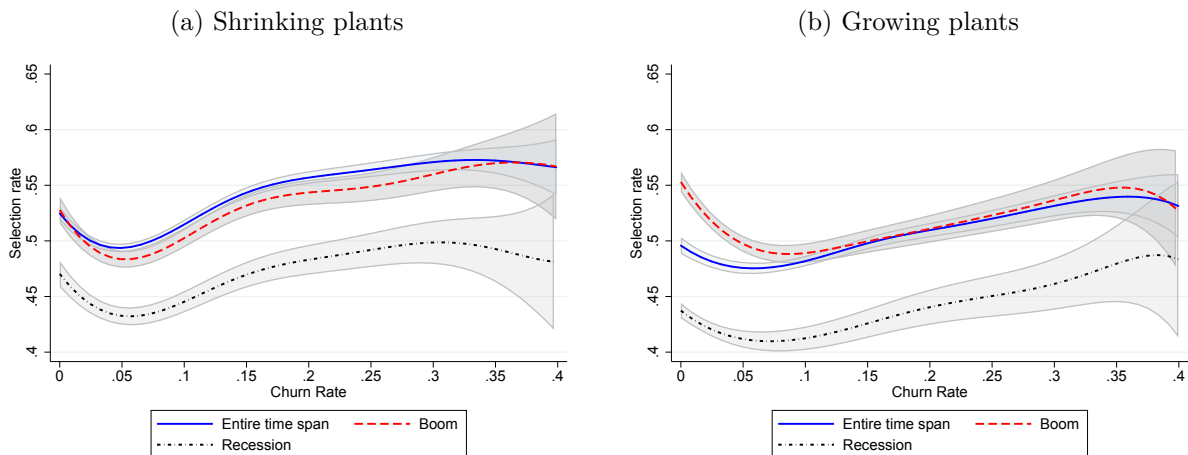 (a) Shrinking plants
.65
.6
.55
.5
.45
.4
Selection rate
0 .05 .1 .15 .2 .25 .3 .35 .4
Churn Rate
Entire time span Boom
Recession
(b) Growing plants
.65
.6
.55
.5
.45
.4
Selection rate
0 .05 .1 .15 .2 .25 .3 .35 .4
Churn Rate
Entire time span Boom
Recession